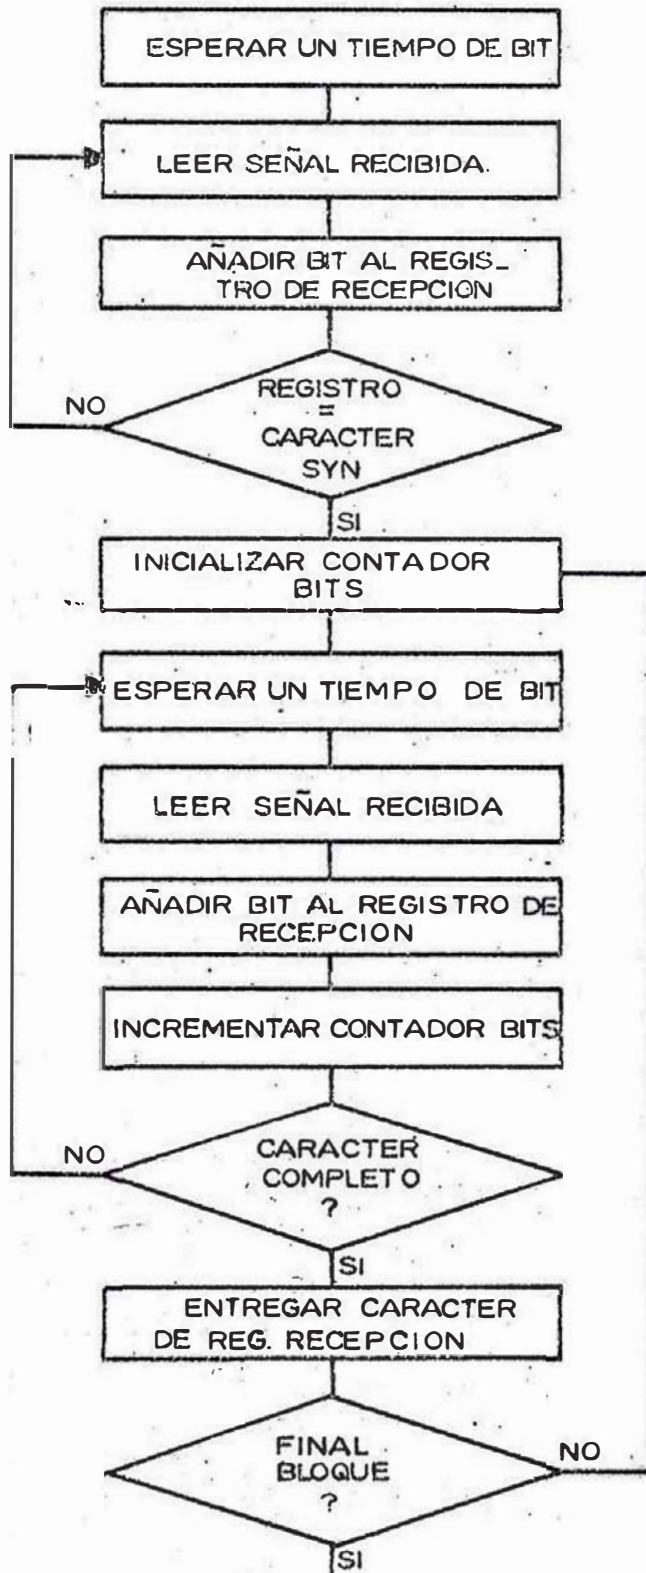 ESPERAR UN TIEMPO DE BIT
LEER SEÑAL RECIBIDA.
AÑADIR BIT AL REGIS_
TRO DE RECEPCION
NO
REGISTRO
=
CARACTER
SYN
SI
INICIALIZAR CONTADOR
BITS
ESPERAR UN TIEMPO DE BIT
LEER SEÑAL RECIBIDA
AÑADIR BIT AL REGISTRO DE
RECEPCION
INCREMENTAR CONTADOR BITS
NO
CARACTER
COMPLETO
?
SI
ENTREGAR CARACTER
DE REG. RECEPCION
FINAL
BLOQUE
?
NO
SI